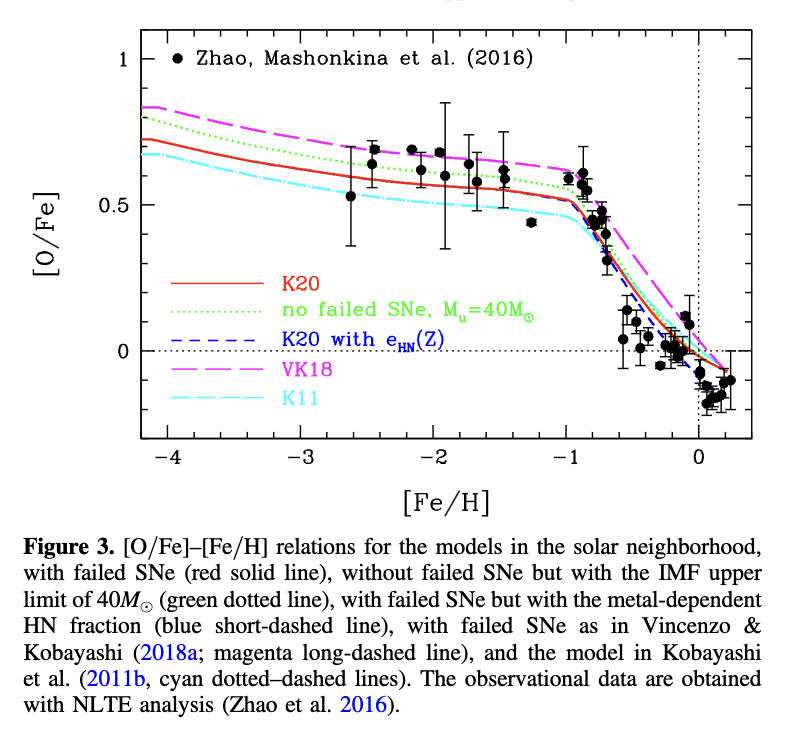 1
Zhao, Mashonkina et al. (2016)
[O/Fe]
0.5
K20
no failed SNe, Mᵤ=40M⊙
K20 with eHN(Z)
0
VK18
K11
−4 −3 −2 −1 0
[Fe/H]
Figure 3. [O/Fe]–[Fe/H] relations for the models in the solar neighborhood,
with failed SNe (red solid line), without failed SNe but with the IMF upper
limit of 40M⊙ (green dotted line), with failed SNe but with the metal-dependent
HN fraction (blue short-dashed line), with failed SNe as in Vincenzo &
Kobayashi (2018a; magenta long-dashed line), and the model in Kobayashi
et al. (2011b, cyan dotted–dashed lines). The observational data are obtained
with NLTE analysis (Zhao et al. 2016).